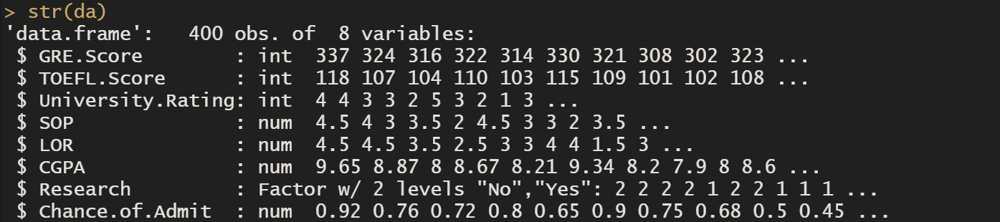 > str(da)
'data.frame':   400 obs. of  8 variables:
 $ GRE.Score        : int  337 324 316 322 314 330 321 308 302 323 ...
 $ TOEFL.Score      : int  118 107 104 110 103 115 109 101 102 108 ...
 $ University.Rating: int  4 4 3 3 2 5 3 2 1 3 ...
 $ SOP              : num  4.5 4 3 3.5 2 4.5 3 3 2 3.5 ...
 $ LOR              : num  4.5 4.5 3.5 2.5 3 3 4 4 1.5 3 ...
 $ CGPA             : num  9.65 8.87 8 8.67 8.21 9.34 8.2 7.9 8 8.6 ...
 $ Research         : Factor w/ 2 levels "No","Yes": 2 2 2 2 1 2 2 1 1 1 ...
 $ Chance.of.Admit  : num  0.92 0.76 0.72 0.8 0.65 0.9 0.75 0.68 0.5 0.45 ...